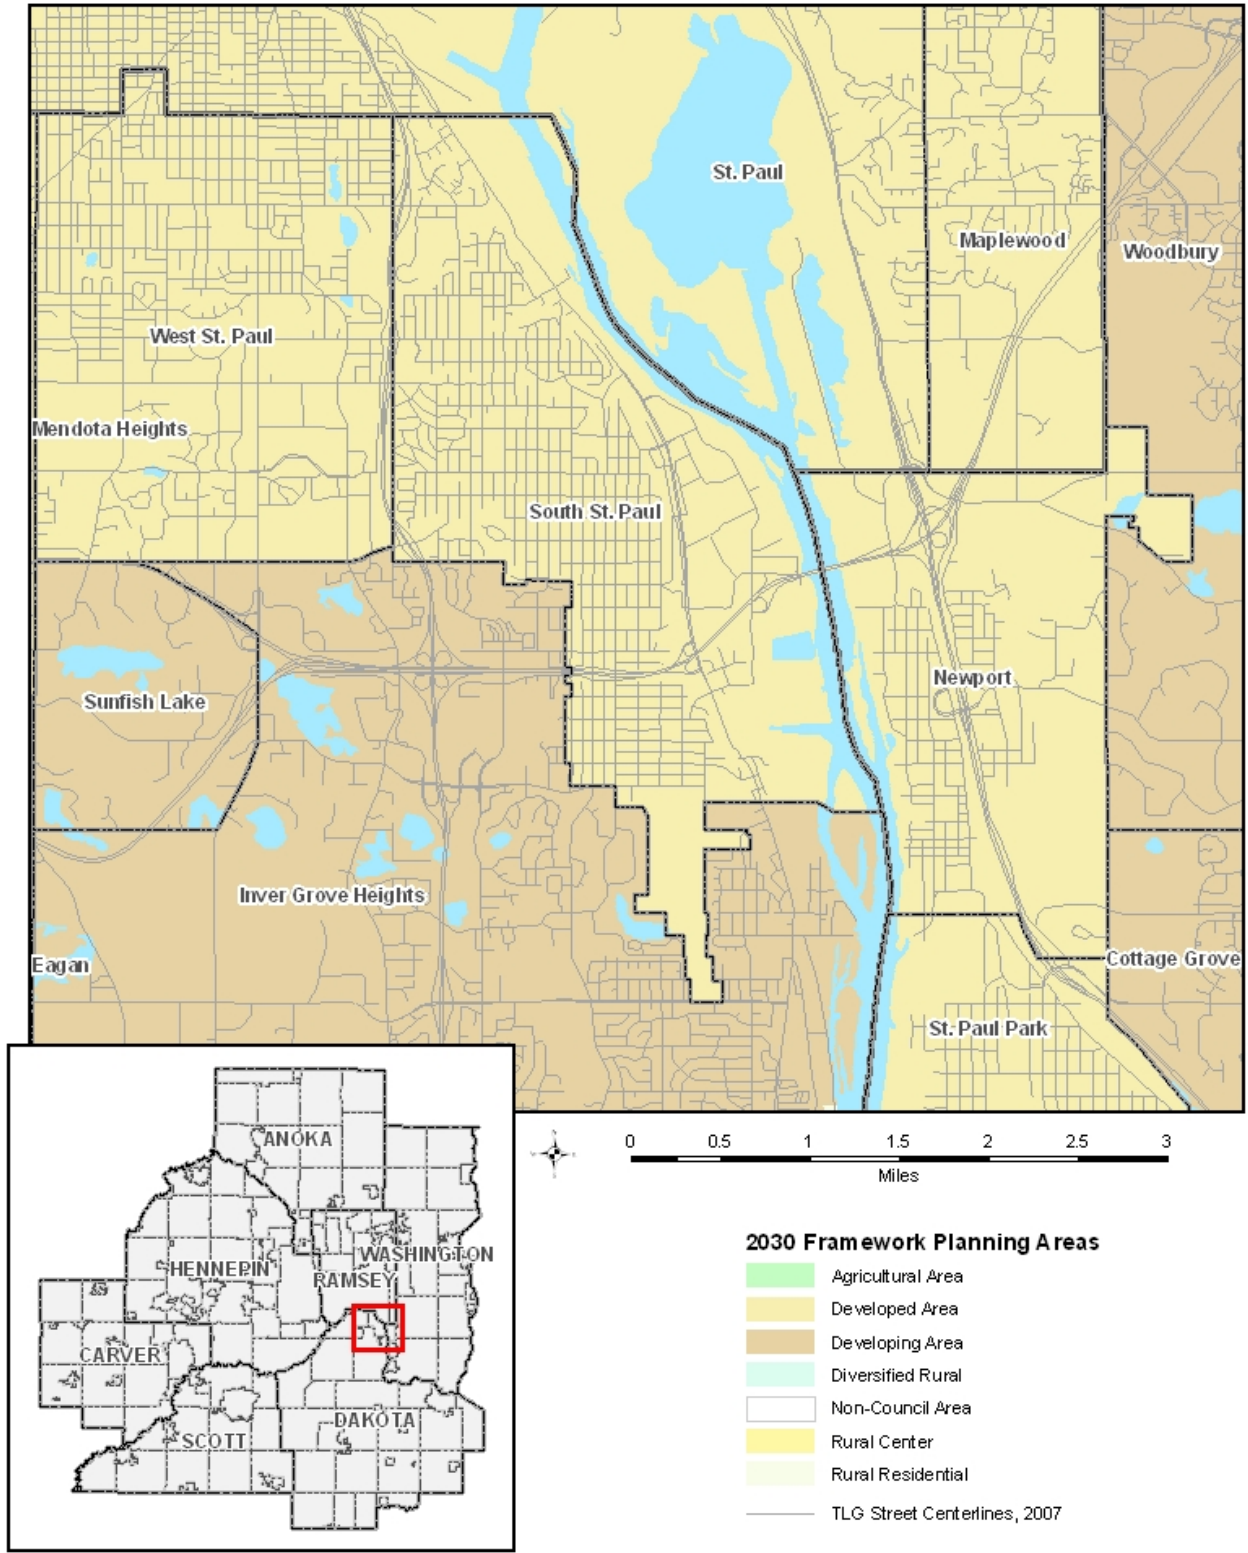 St. Paul
Maplewood
Woodbury
West St. Paul
Mendota Heights
South St. Paul
Newport
Sunfish Lake
Inver Grove Heights
Eagan
Cottage Grove
St. Paul Park
ANOKA
WASHINGTON
HENNEPIN
RAMSEY
CARVER
DAKOTA
SCOTT
0 0.5 1 1.5 2 2.5 3
Miles
2030 Framework Planning Areas
Agricultural Area
Developed Area
Developing Area
Diversified Rural
Non-Council Area
Rural Center
Rural Residential
TLG Street Centerlines, 2007